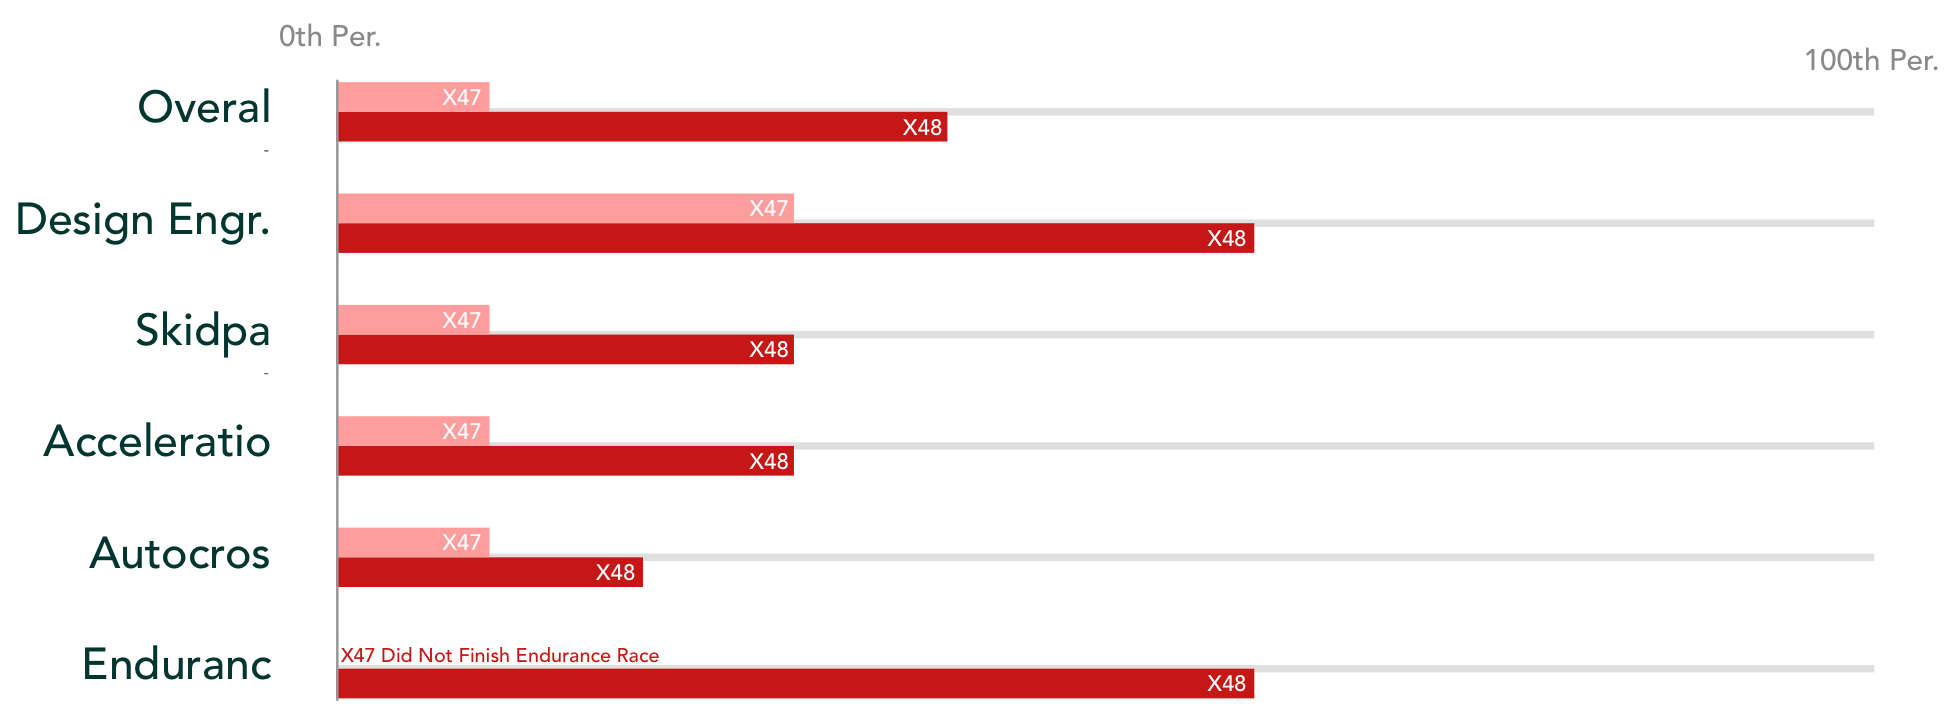 0th Per.
100th Per.
Overal
-
X47
X48
Design Engr.
X47
X48
Skidpa
-
X47
X48
Acceleratio
X47
X48
Autocros
X47
X48
Enduranc
X47 Did Not Finish Endurance Race
X48